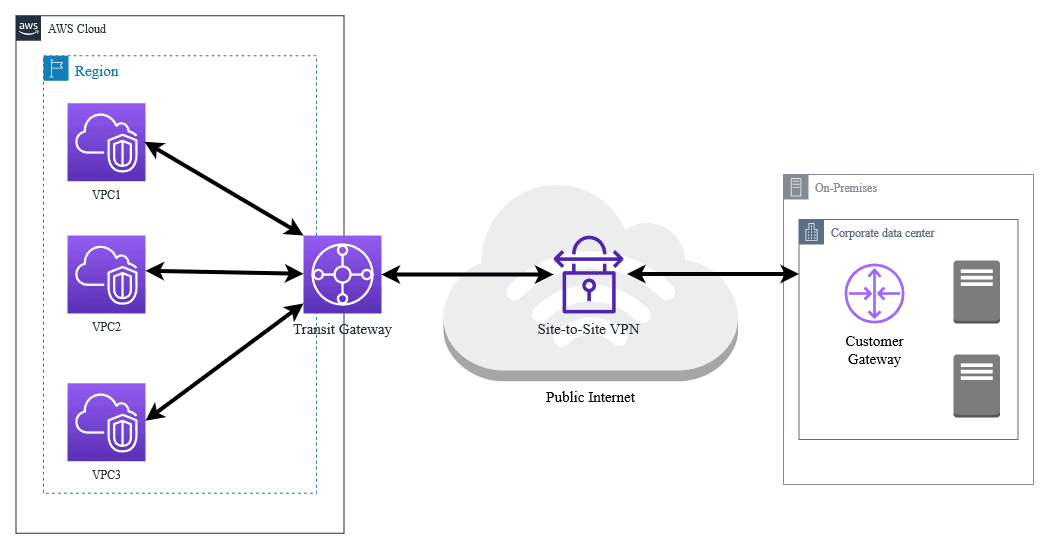 aws
AWS Cloud
Region
VPC1
VPC2
VPC3
Transit Gateway
Site-to-Site VPN
Public Internet
On-Premises
Corporate data center
Customer
Gateway